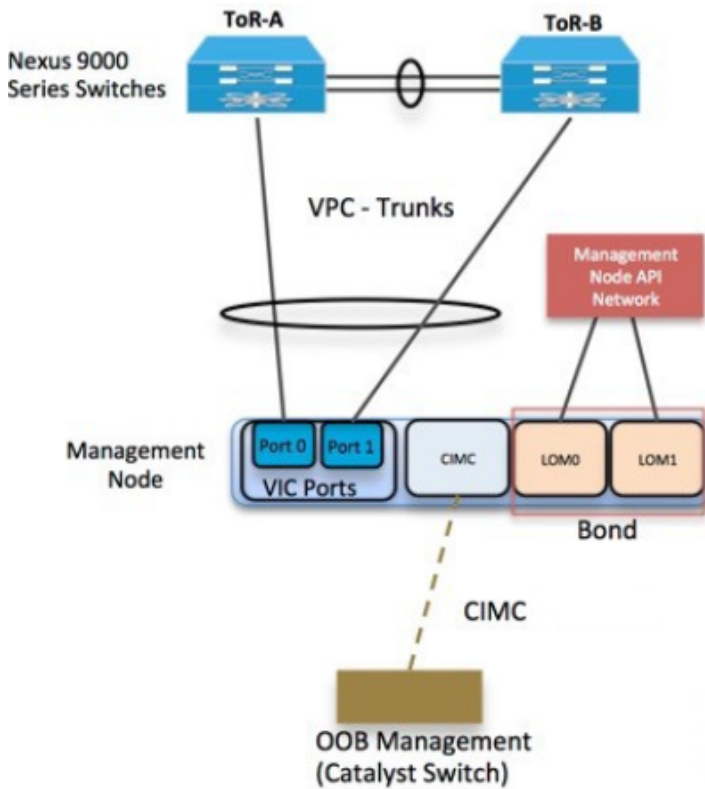 ToR-A
ToR-B
Nexus 9000
Series Switches
VPC - Trunks
Management
Node API
Network
Management
Node
Port 0
Port 1
VIC Ports
CIMC
LOM0
LOM1
Bond
CIMC
OOB Management
(Catalyst Switch)